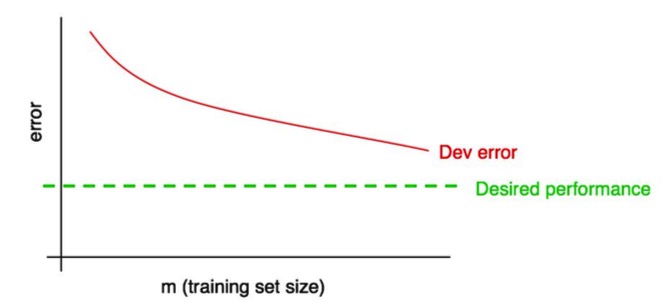 error
Dev error
Desired performance
m (training set size)